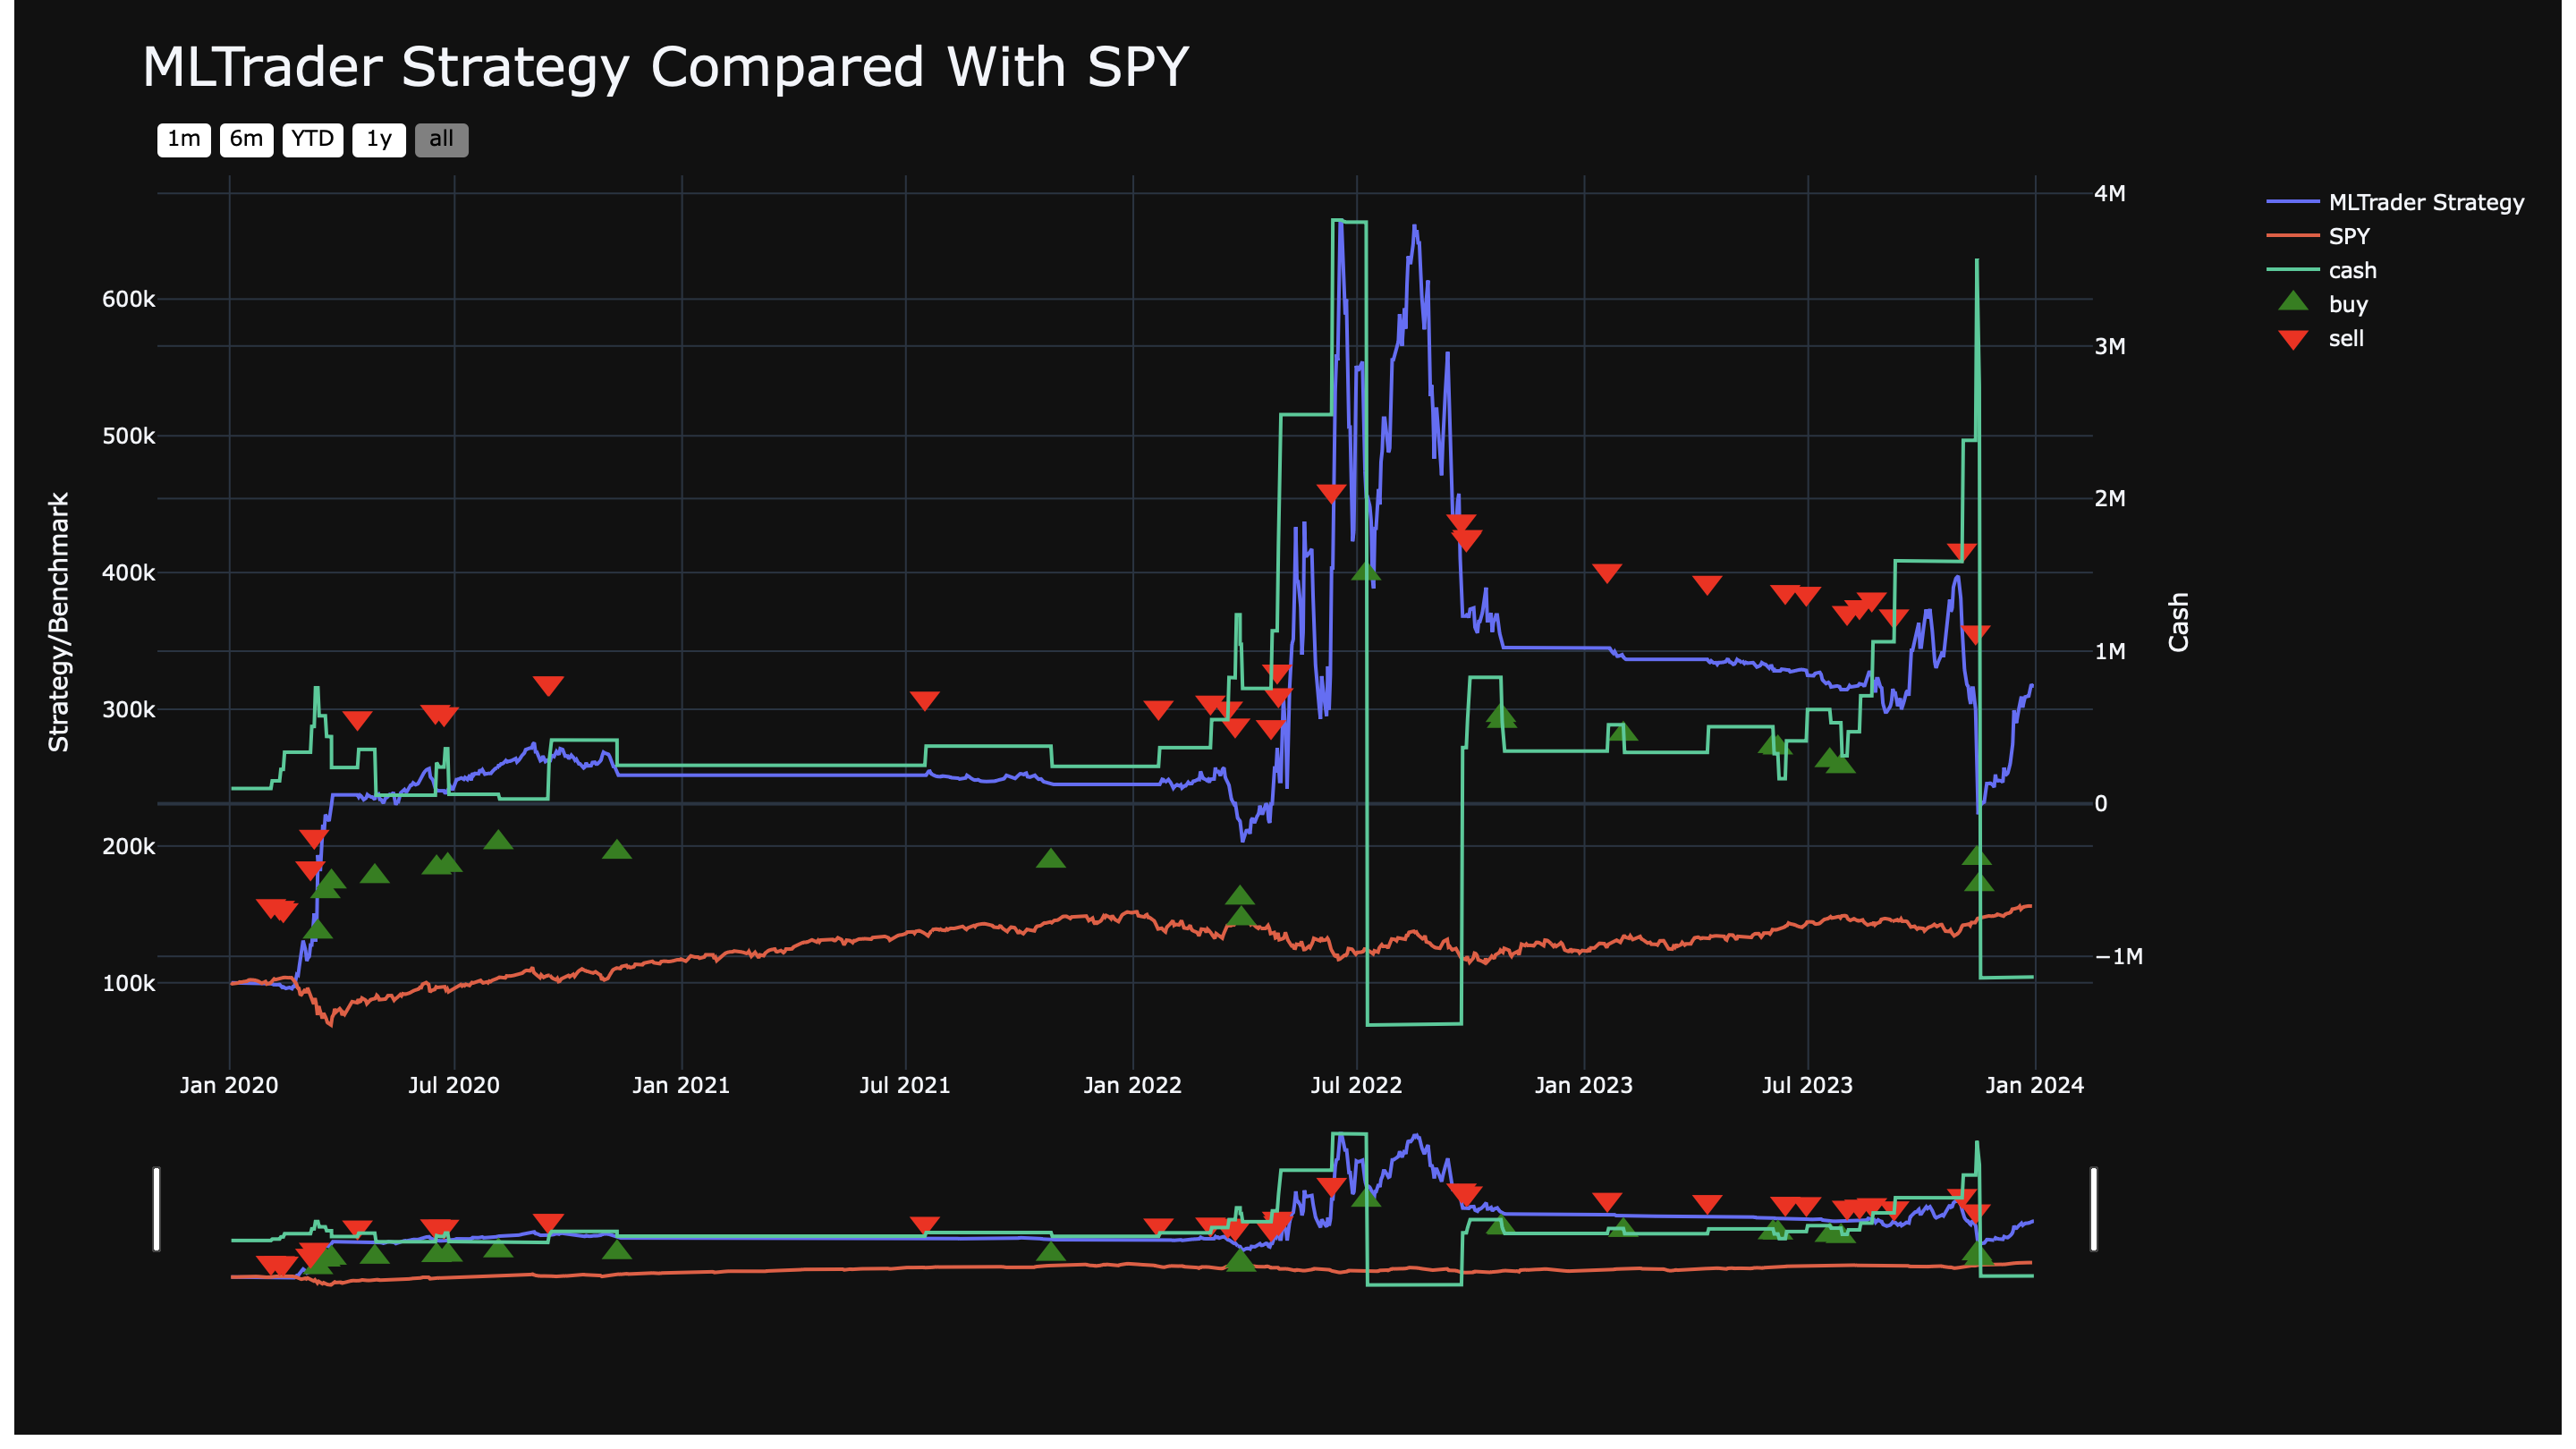 MLTrader Strategy Compared With SPY
1m 6m YTD 1y all
4M
MLTrader Strategy
SPY
cash
buy
sell
600k
3M
500k
2M
400k
Strategy/Benchmark
Cash
1M
300k
0
200k
−1M
100k
Jan 2020 Jul 2020 Jan 2021 Jul 2021 Jan 2022 Jul 2022 Jan 2023 Jul 2023 Jan 2024